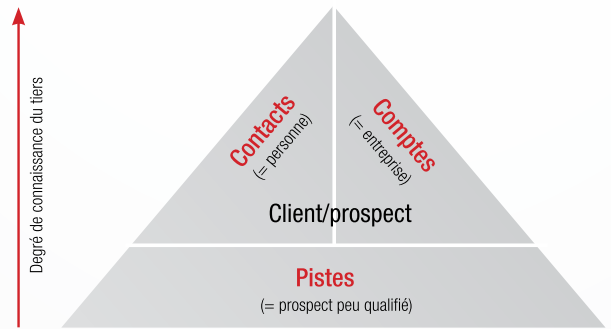 Degré de connaissance du tiers
Contacts
(= personne)
Comptes
(= entreprise)
Client/prospect
Pistes
(= prospect peu qualifié)